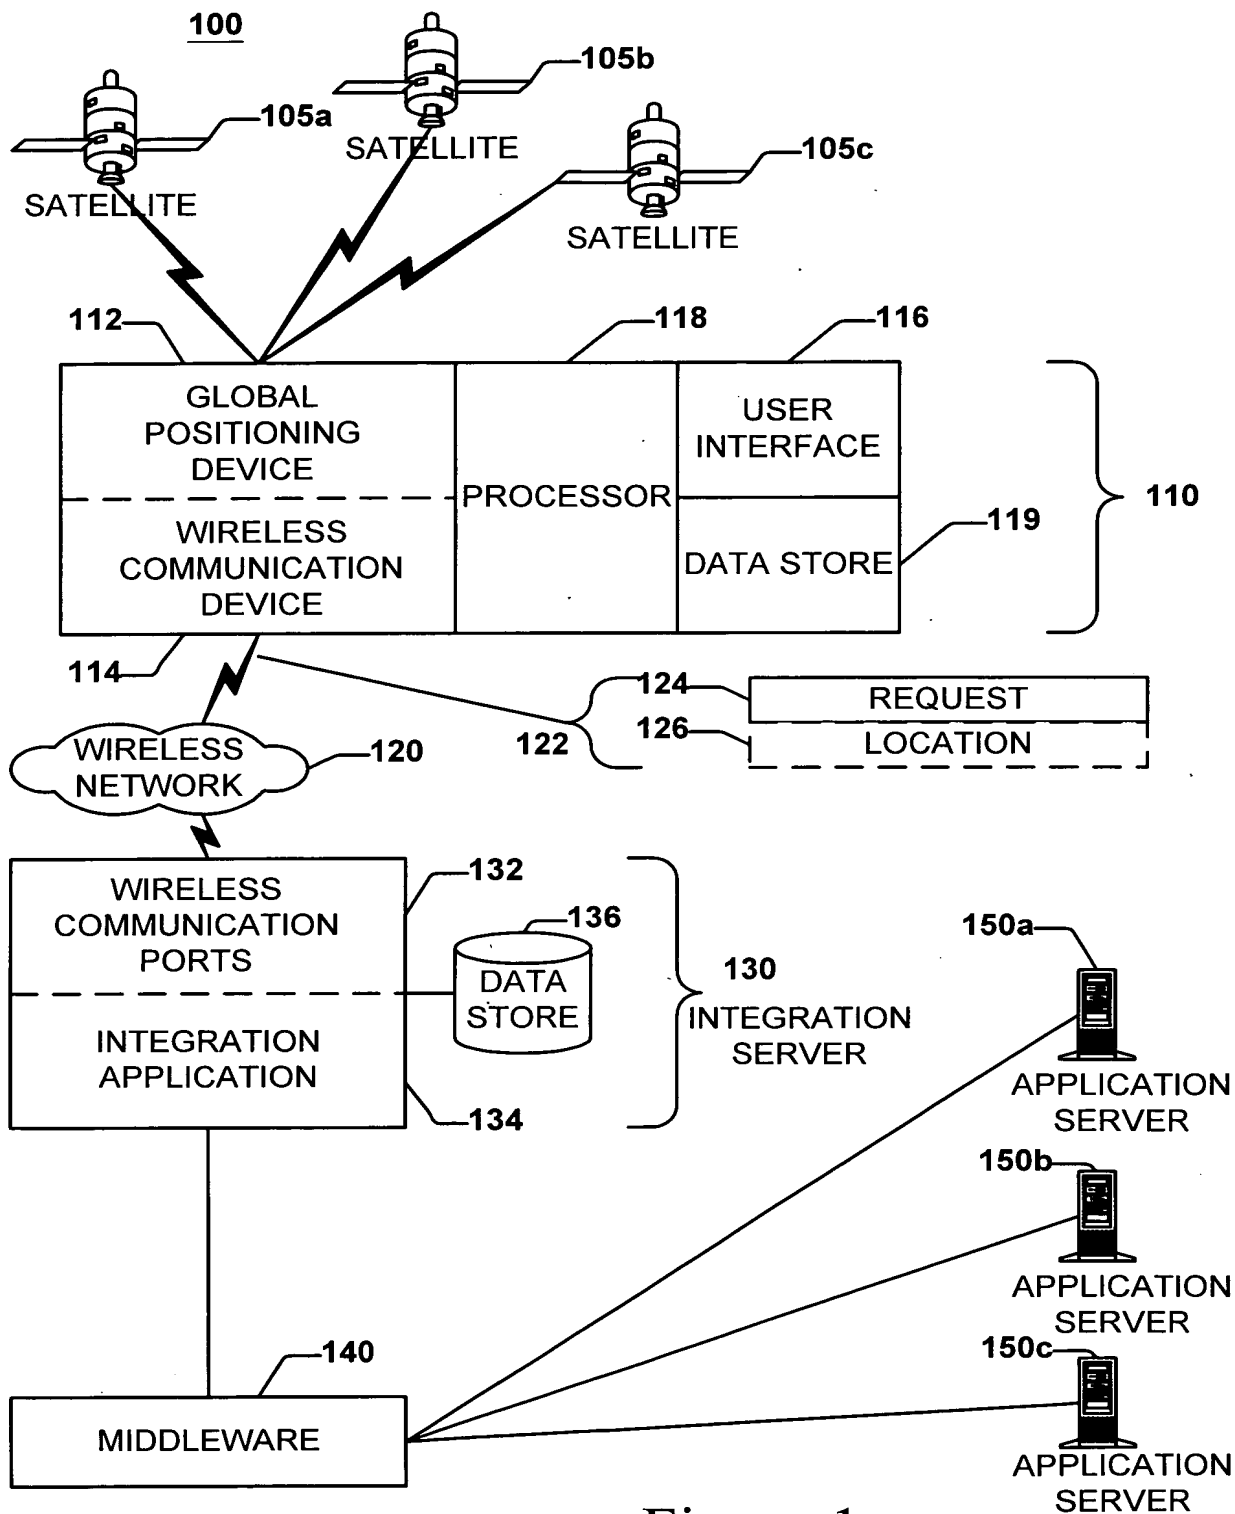 100
105a
105b
105c
SATELLITE
SATELLITE
SATELLITE
112
118
116
GLOBAL
POSITIONING
DEVICE
PROCESSOR
USER
INTERFACE
110
WIRELESS
COMMUNICATION
DEVICE
DATA STORE
119
114
122
124
REQUEST
126
LOCATION
WIRELESS
NETWORK
120
WIRELESS
COMMUNICATION
PORTS
132
136
DATA
STORE
130
INTEGRATION
SERVER
INTEGRATION
APPLICATION
134
150a
APPLICATION
SERVER
150b
APPLICATION
SERVER
150c
APPLICATION
SERVER
140
MIDDLEWARE